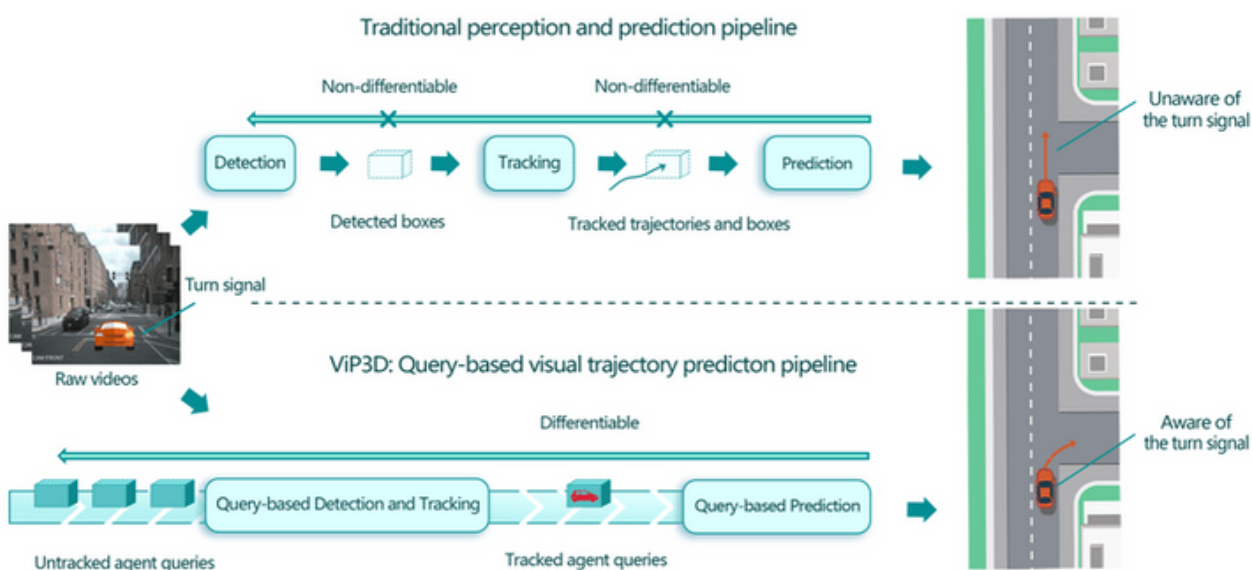 Traditional perception and prediction pipeline
Non-differentiable
Non-differentiable
Detection
Tracking
Prediction
Detected boxes
Tracked trajectories and boxes
Unaware of
the turn signal
Turn signal
CAM FRONT
Raw videos
ViP3D: Query-based visual trajectory predicton pipeline
Differentiable
Query-based Detection and Tracking
Query-based Prediction
Untracked agent queries
Tracked agent queries
Aware of
the turn signal